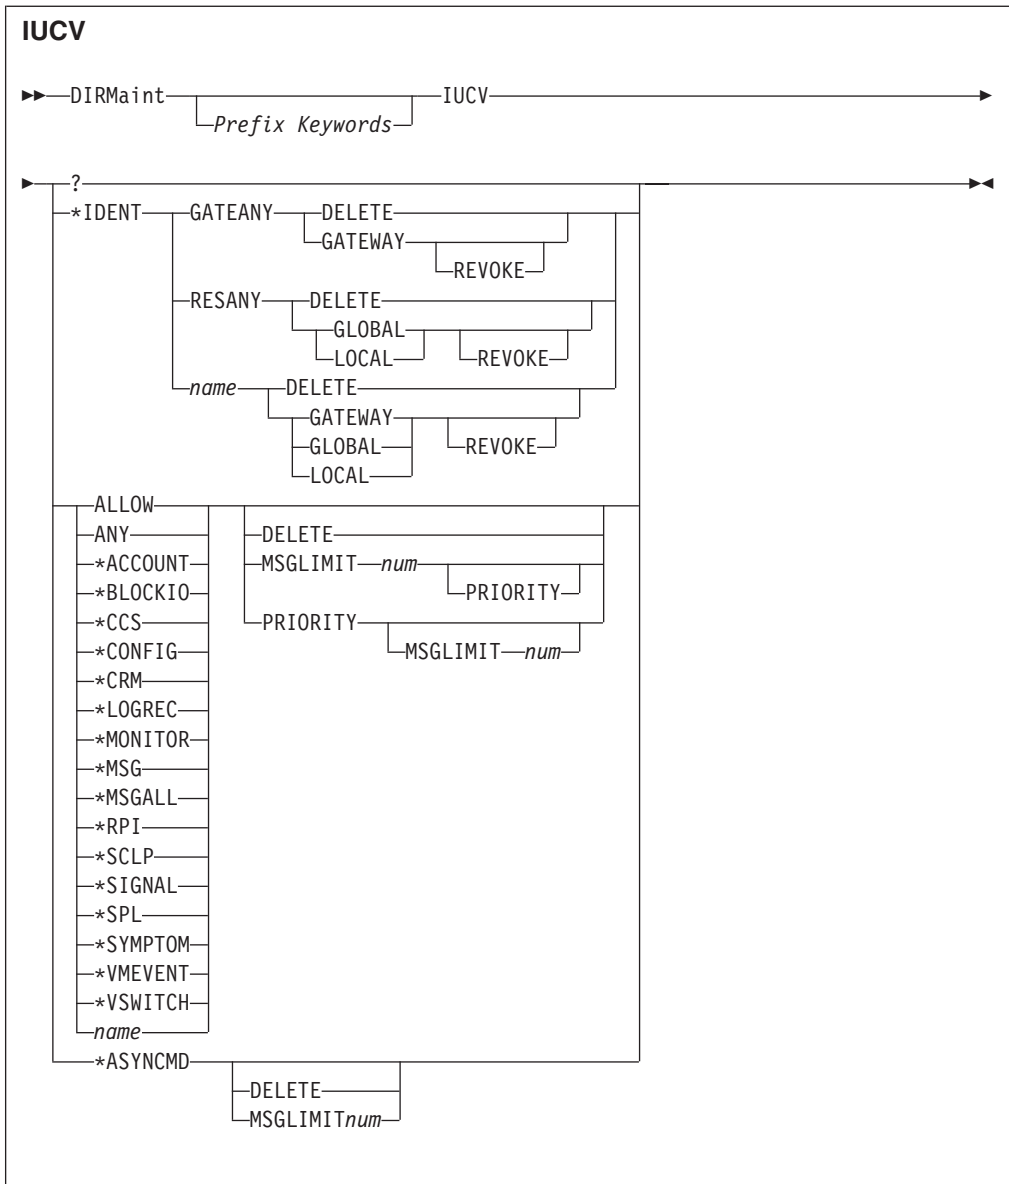 IUCV
DIRMaint IUCV
Prefix Keywords
?
*IDENT GATEANY DELETE
GATEWAY
REVOKE
RESANY DELETE
GLOBAL
LOCAL REVOKE
name DELETE
GATEWAY
GLOBAL REVOKE
LOCAL
ALLOW
ANY DELETE
*ACCOUNT MSGLIMIT num
*BLOCKIO PRIORITY
*CCS PRIORITY
*CONFIG MSGLIMIT num
*CRM
*LOGREC
*MONITOR
*MSG
*MSGALL
*RPI
*SCLP
*SIGNAL
*SPL
*SYMPTOM
*VMEVENT
*VSWITCH
name
*ASYNCMD
DELETE
MSGLIMITnum